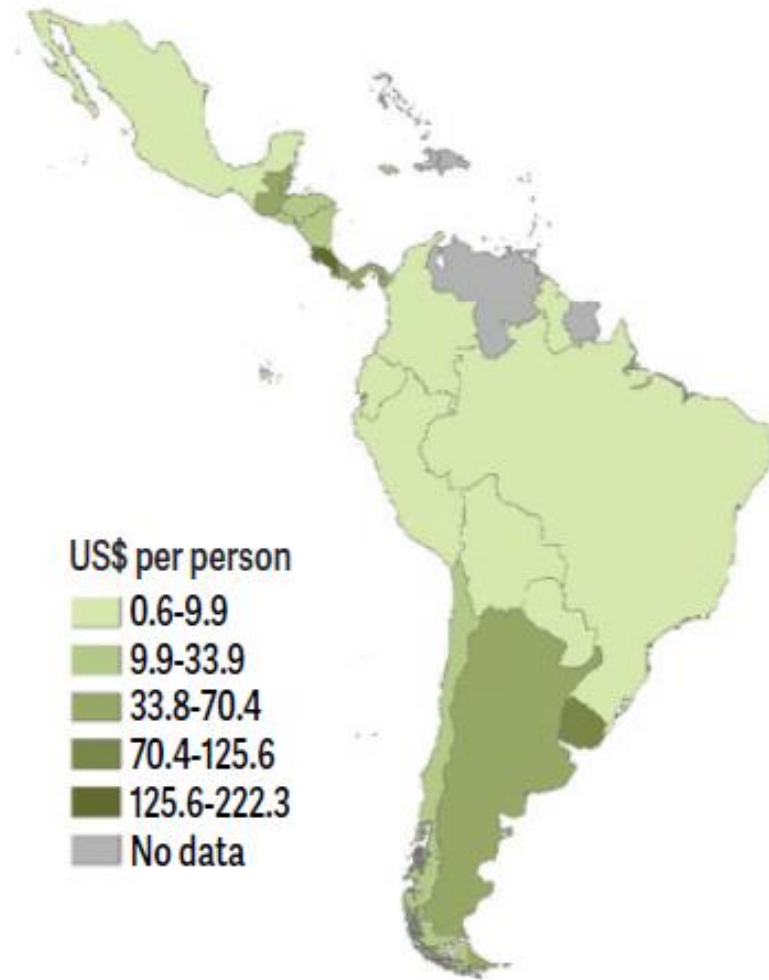 US$ per person
0.6-9.9
9.9-33.9
33.8-70.4
70.4-125.6
125.6-222.3
No data